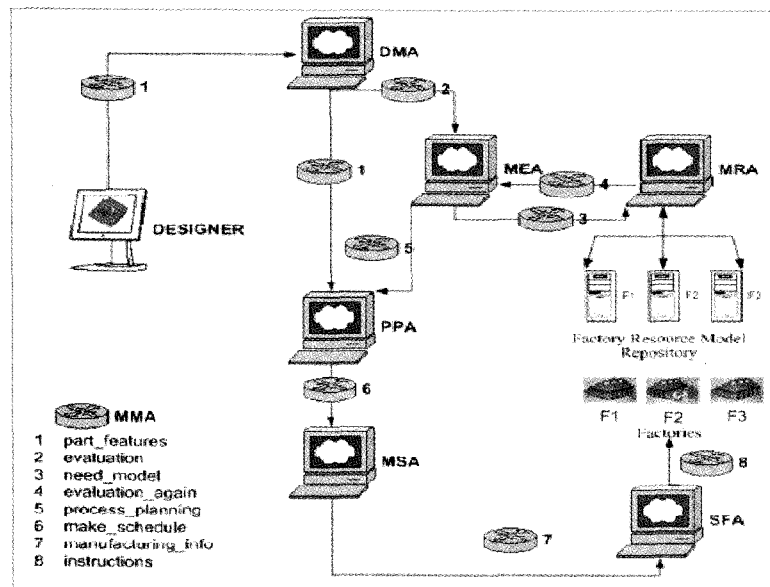 DMA
1
2
MEA
MRA
1
4
3
DESIGNER
5
F1
F2
F3
PPA
Factory Resource Model
Repository
6
MMA
F1
F2
F3
Factories
1 part_features
2 evaluation
3 need_model
4 evaluation_again
5 process_planning
6 make_schedule
7 manufacturing_info
8 instructions
MSA
8
SFA
7